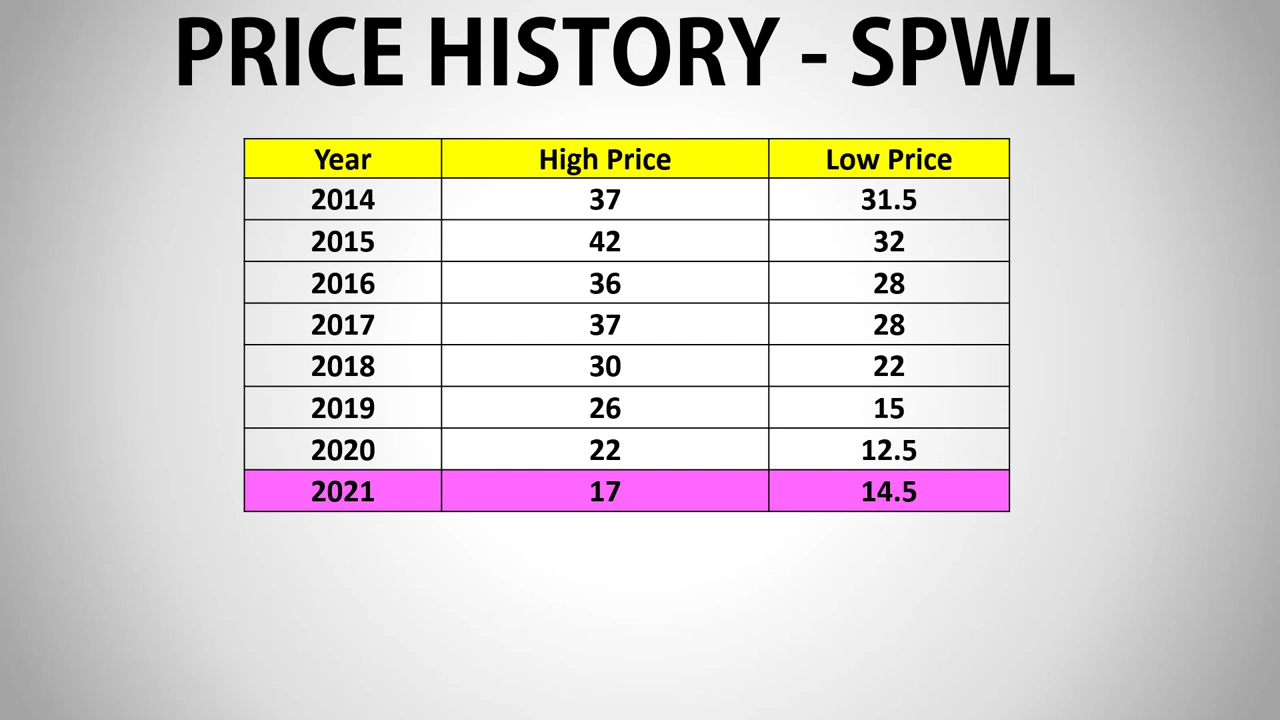 PRICE HISTORY - SPWL
Year High Price Low Price
2014 37 31.5
2015 42 32
2016 36 28
2017 37 28
2018 30 22
2019 26 15
2020 22 12.5
2021 17 14.5